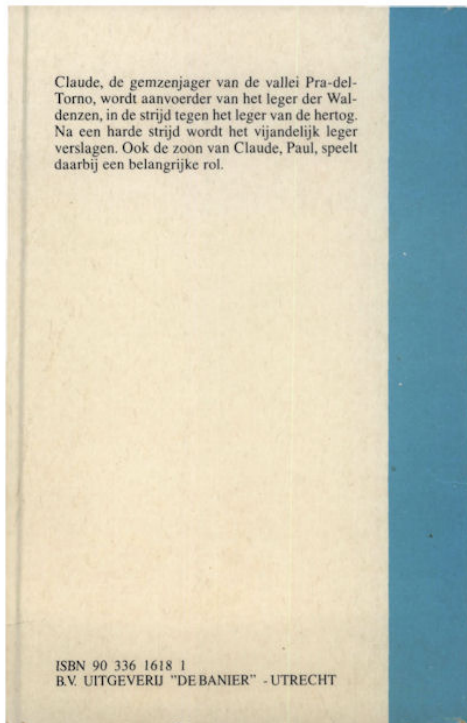 Claude, de gemzenjager van de vallei Pra-del-
Torno, wordt aanvoerder van het leger der Wal-
denzen, in de strijd tegen het leger van de hertog.
Na een harde strijd wordt het vijandelijk leger
verslagen. Ook de zoon van Claude, Paul, speelt
daarbij een belangrijke rol.
ISBN 90 336 1618 1
B.V. UITGEVERIJ "DE BANIER" - UTRECHT